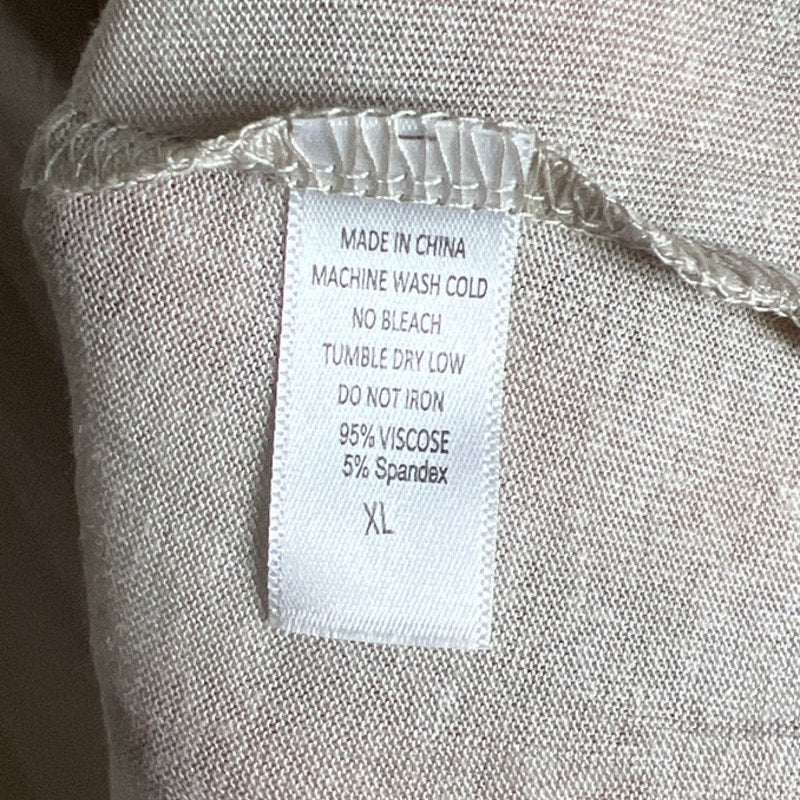 MADE IN CHINA
MACHINE WASH COLD
NO BLEACH
TUMBLE DRY LOW
DO NOT IRON
95% VISCOSE
5% Spandex
XL